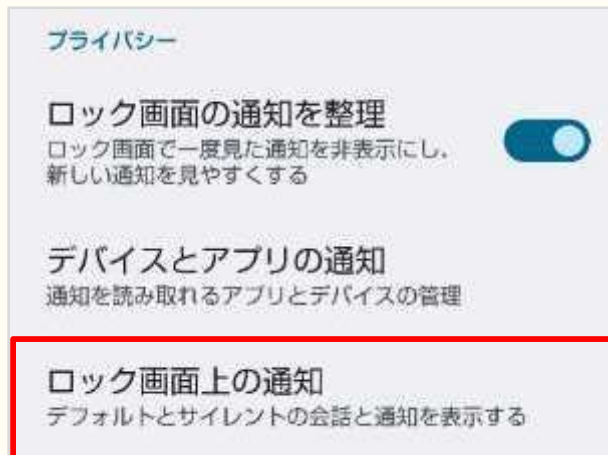 プライバシー
ロック画面の通知を整理
ロック画面で一度見た通知を非表示にし、
新しい通知を見やすくする
デバイスとアプリの通知
通知を読み取れるアプリとデバイスの管理
ロック画面上の通知
デフォルトとサイレントの会話と通知を表示する